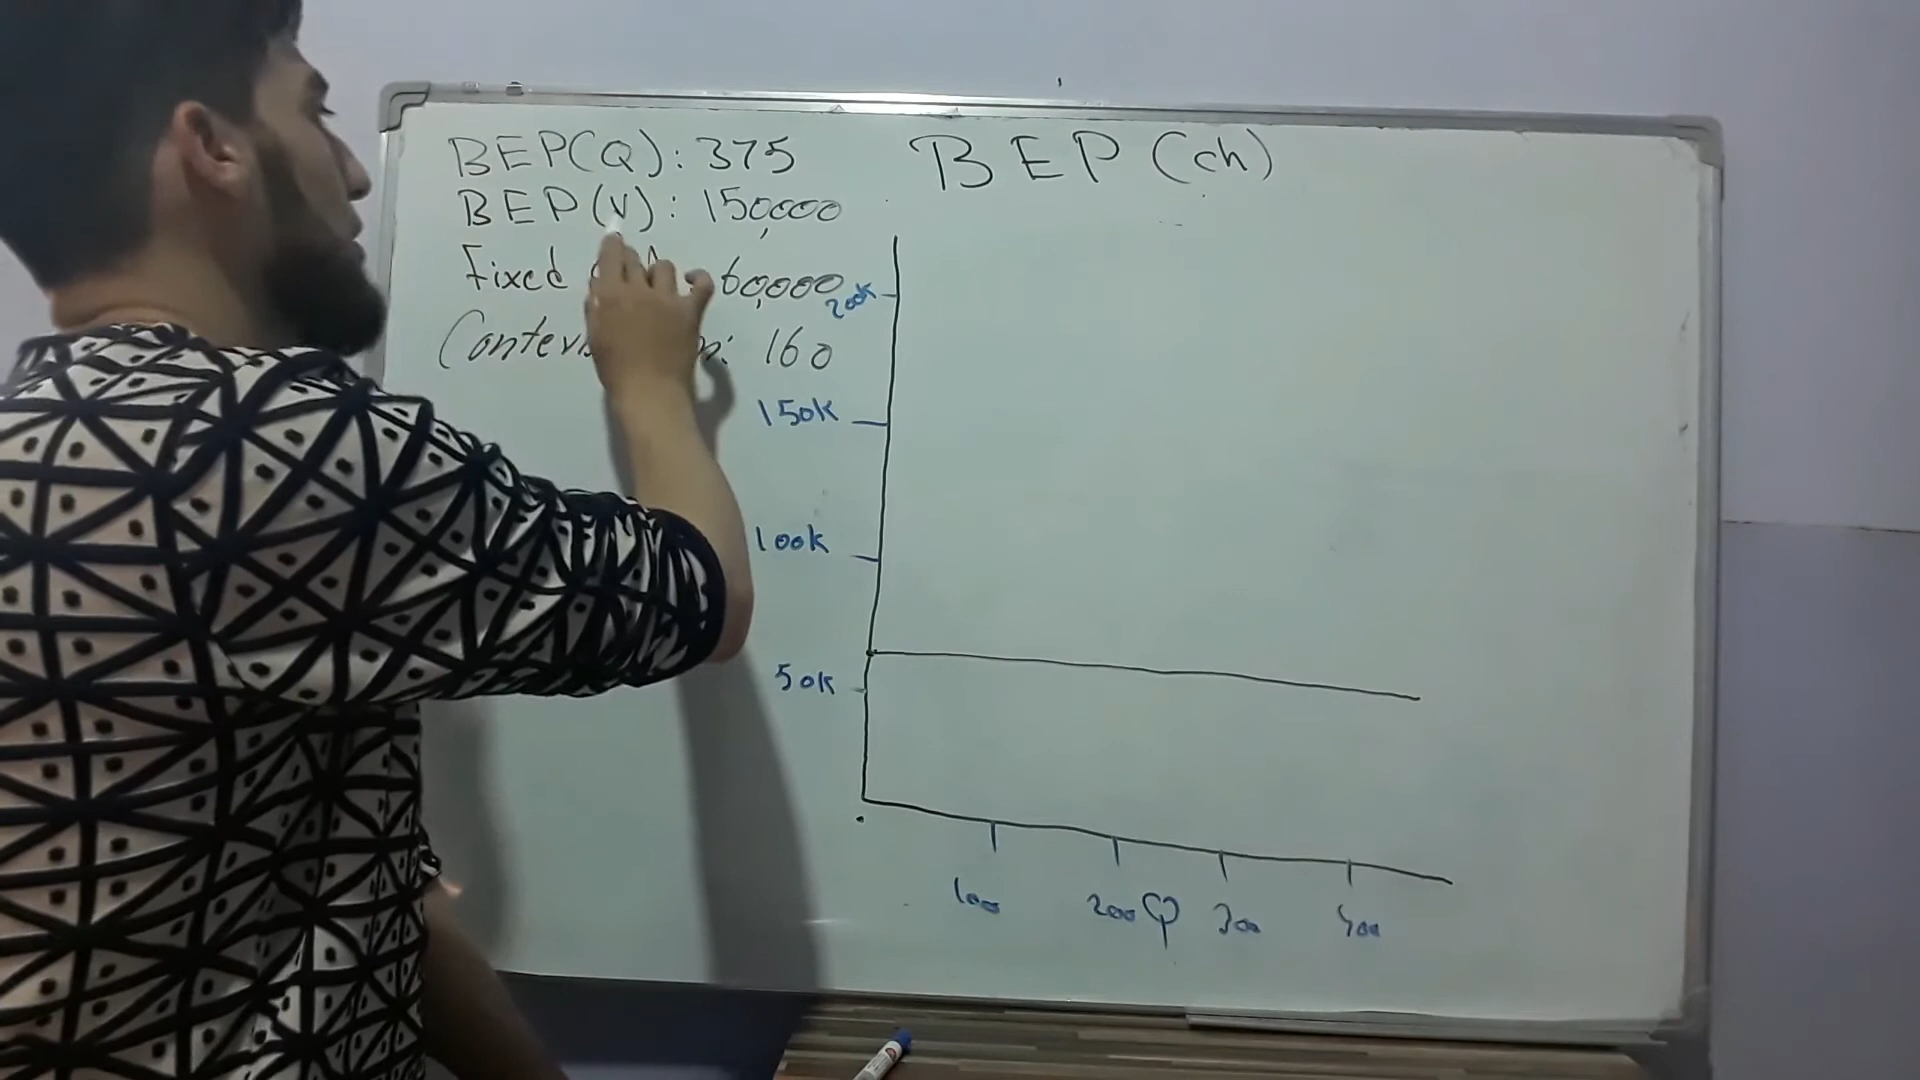 BEP(Q): 375
BEP(V): 150,000
Fixed : 60,000
: 160
BEP (ch)
200k
150k
100k
50k
100 200 Q 300 400